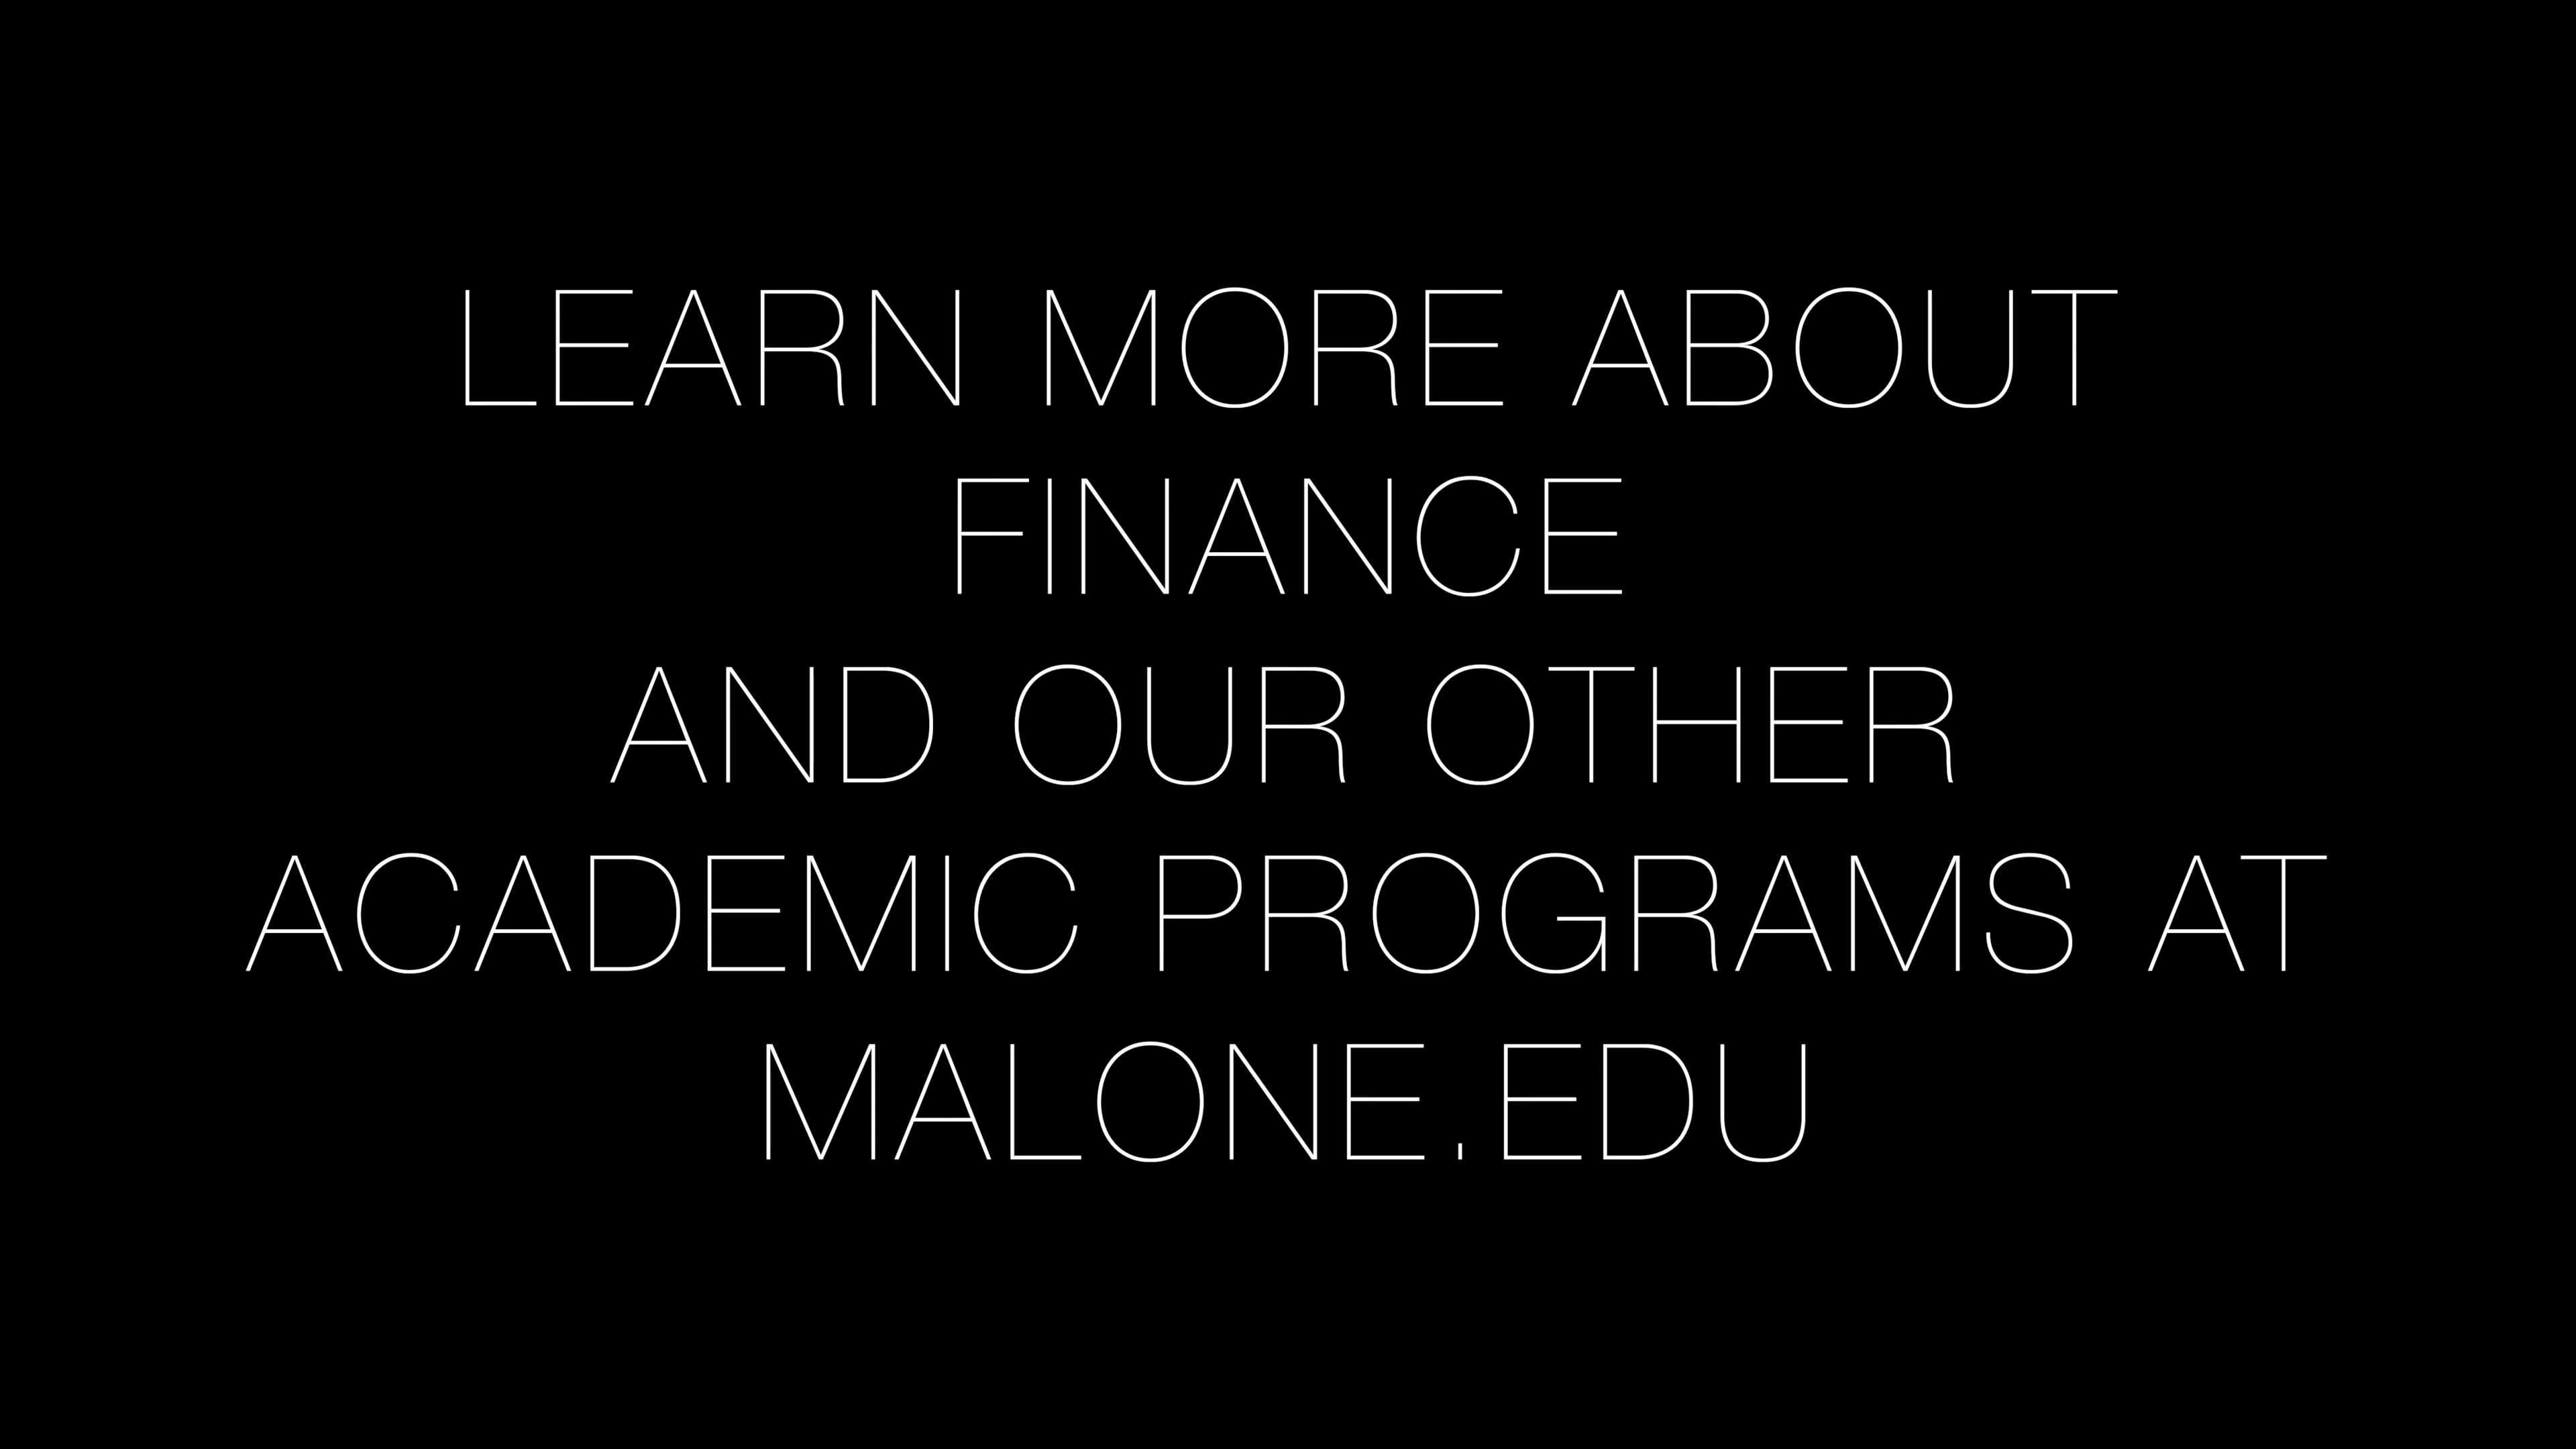 LEARN MORE ABOUT
FINANCE
AND OUR OTHER
ACADEMIC PROGRAMS AT
MALONE.EDU